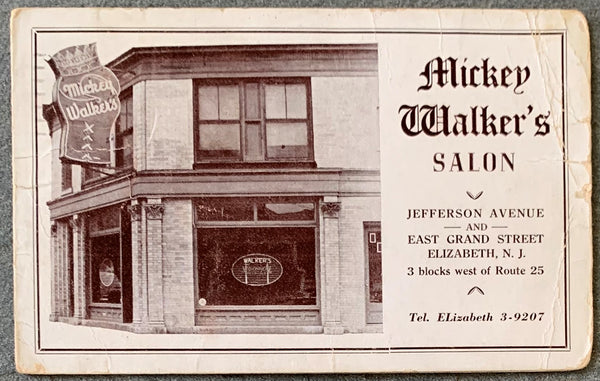 Mickey
Walker's
WALKER'S
Mickey
Walker's
SALON
JEFFERSON AVENUE
— AND —
EAST GRAND STREET
ELIZABETH, N. J.
3 blocks west of Route 25
Tel. ELizabeth 3-9207